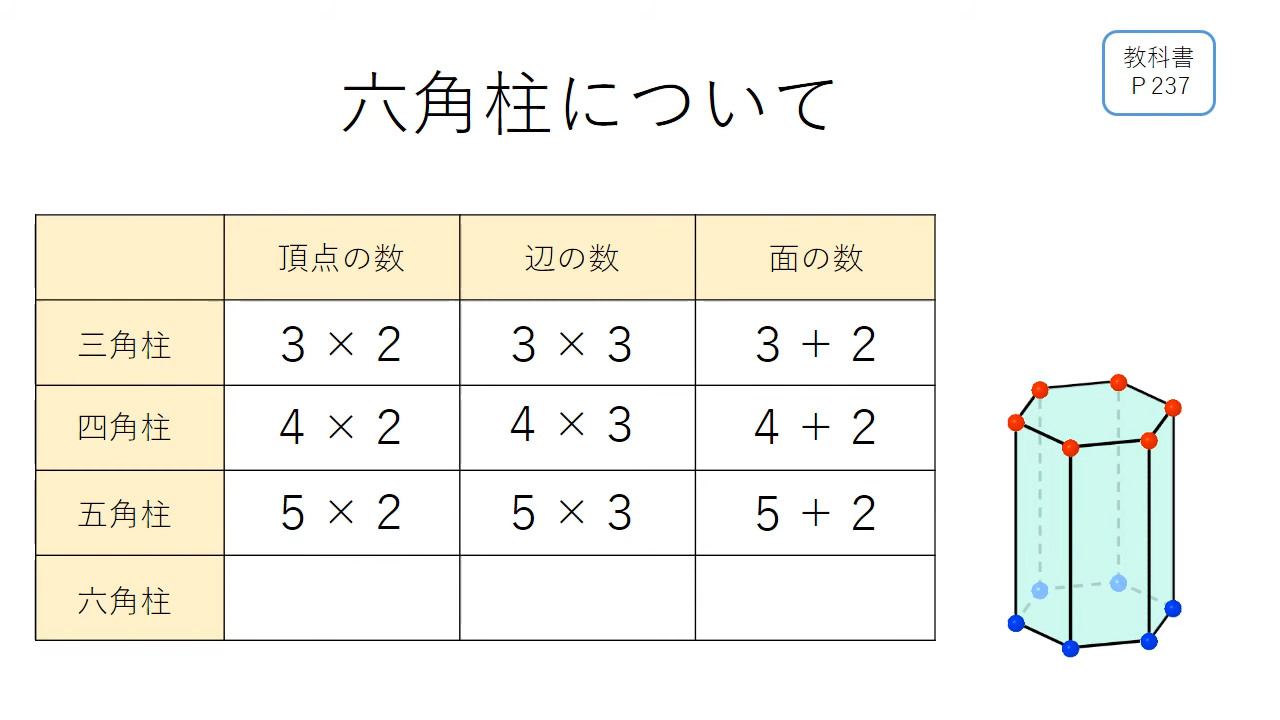 教科書
P237
六角柱について
頂点の数 辺の数 面の数
三角柱 3 × 2 3 × 3 3 + 2
四角柱 4 × 2 4 × 3 4 + 2
五角柱 5 × 2 5 × 3 5 + 2
六角柱